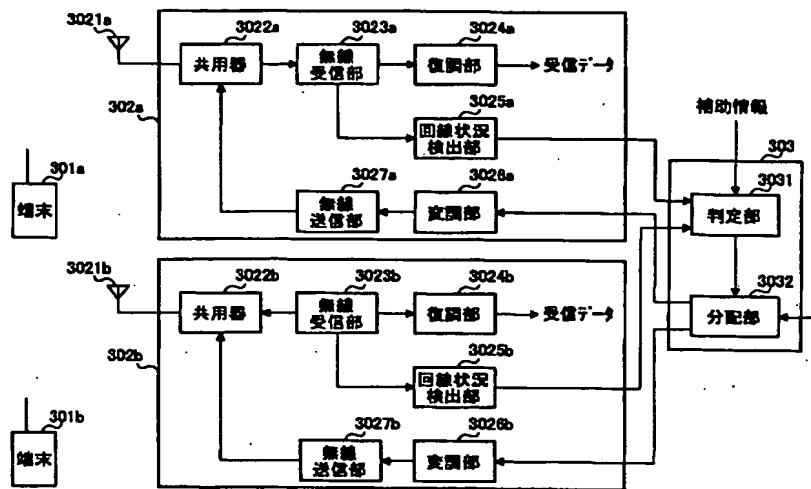 3021a
3022a
3023a
3024a
共用器
無線
受信部
復調部
受信データ
302a
3025a
回線状況
検出部
補助情報
301a
端末
3027a
3026a
無線
送信部
変調部
303
3031
判定部
3021b
3022b
3023b
3024b
共用器
無線
受信部
復調部
受信データ
3032
分配部
302b
3025b
回線状況
検出部
301b
端末
3027b
3026b
無線
送信部
変調部